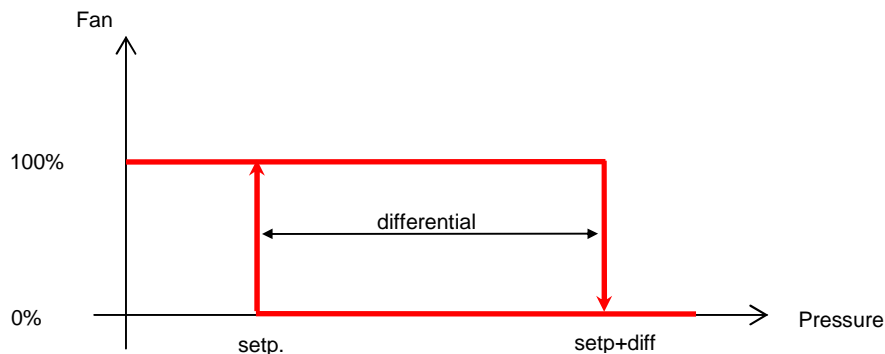 Fan
100%
differential
0%
Pressure
setp.
setp+diff